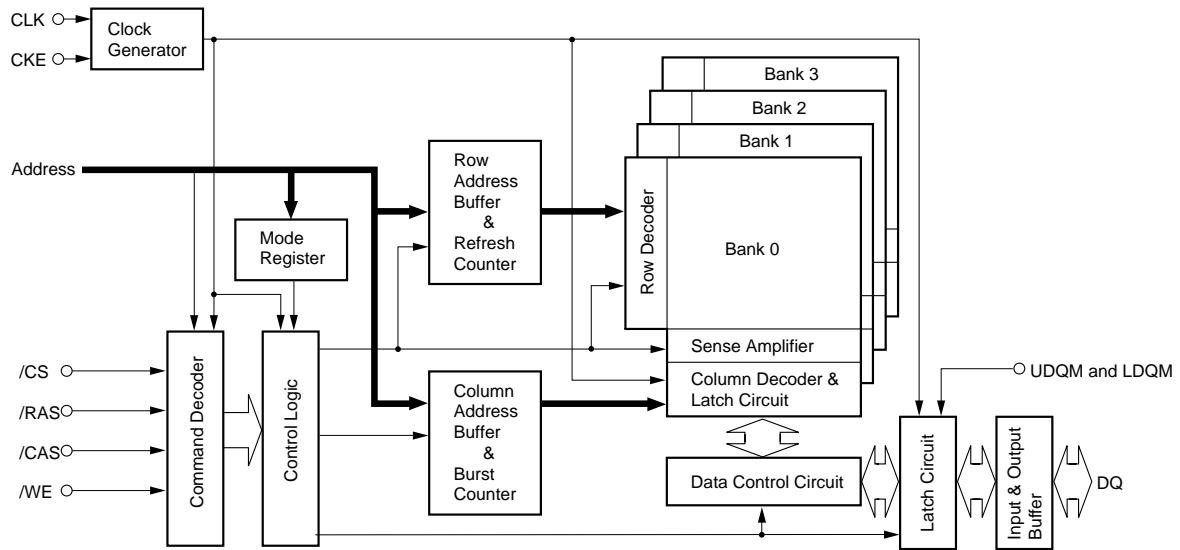 CLK
CKE
Clock
Generator
Bank 3
Bank 2
Bank 1
Address
Row
Address
Buffer
&
Refresh
Counter
Row Decoder
Bank 0
Mode
Register
Sense Amplifier
Column Decoder &
Latch Circuit
/CS
/RAS
/CAS
/WE
Command Decoder
Control Logic
Column
Address
Buffer
&
Burst
Counter
UDQM and LDQM
Data Control Circuit
Latch Circuit
Input & Output
Buffer
DQ